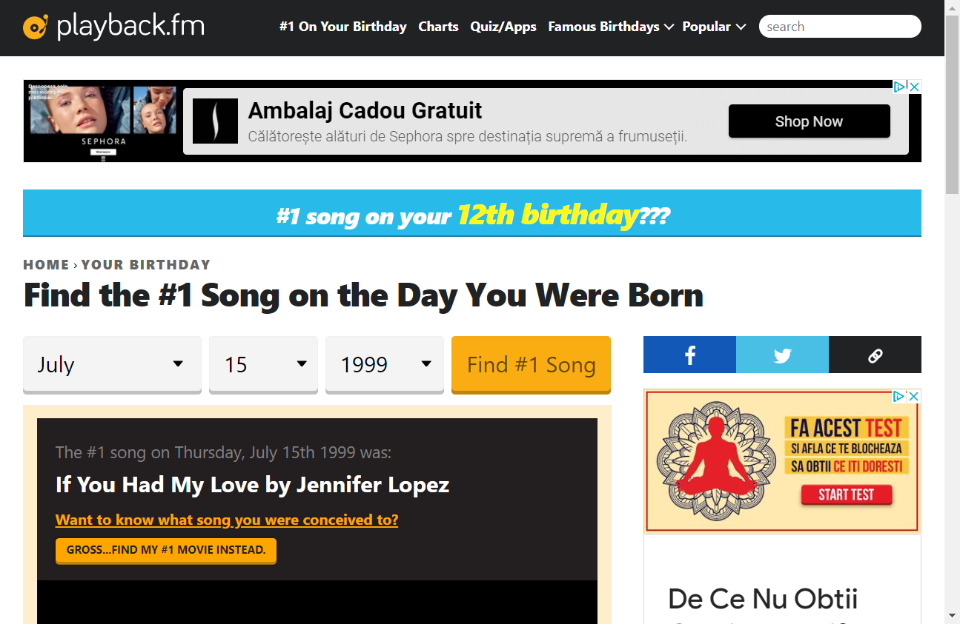 playback.fm
#1 On Your Birthday Charts Quiz/Apps Famous Birthdays Popular search
SEPHORA
Ambalaj Cadou Gratuit
Călătorește alături de Sephora spre destinația supremă a frumuseții.
Shop Now
#1 song on your 12th birthday???
HOME › YOUR BIRTHDAY
Find the #1 Song on the Day You Were Born
July 15 1999 Find #1 Song
The #1 song on Thursday, July 15th 1999 was:
If You Had My Love by Jennifer Lopez
Want to know what song you were conceived to?
GROSS...FIND MY #1 MOVIE INSTEAD.
FA ACEST TEST
SI AFLA CE TE BLOCHEAZA
SA OBTII CE ITI DORESTI
START TEST
De Ce Nu Obtii